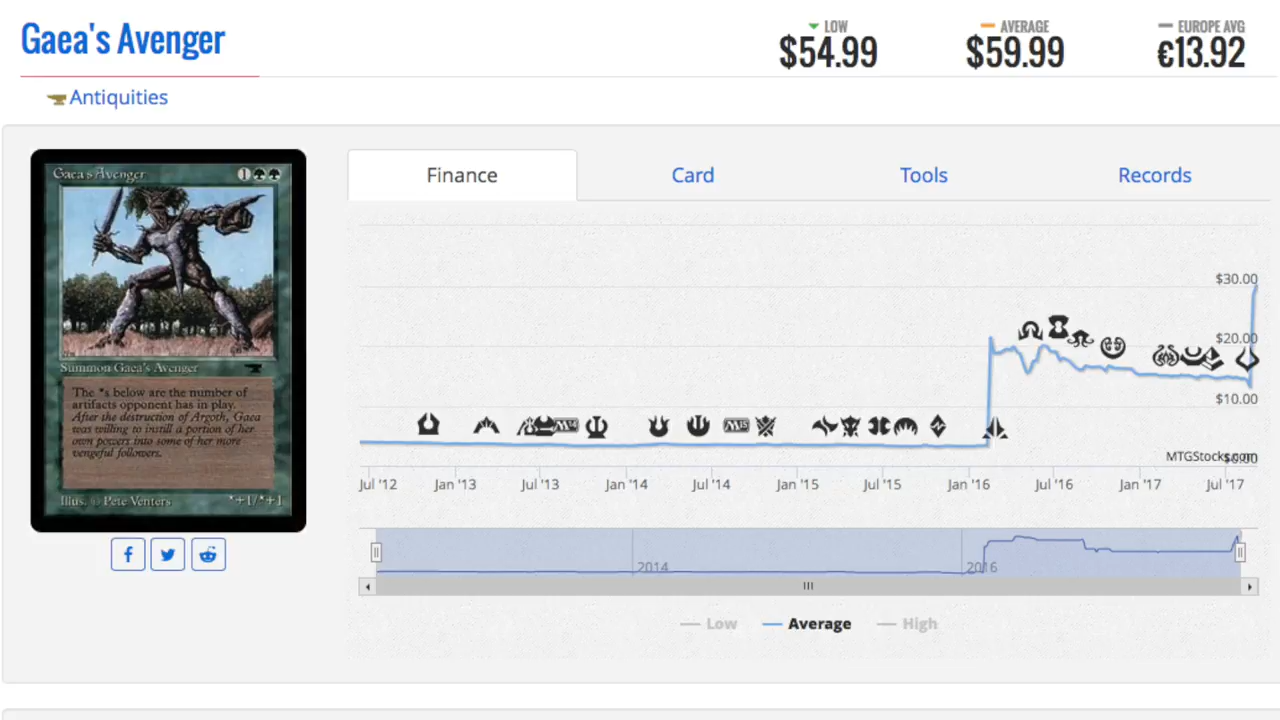 Gaea's Avenger
LOW
$54.99
AVERAGE
$59.99
EUROPE AVG
€13.92
Antiquities
Gaea's Avenger 1
Summon Gaea's Avenger
The *s below are the number of
artifacts opponent has in play.
After the destruction of Argoth, Gaea
was willing to instill a portion of her
own powers into some of her more
vengeful followers.
Illus. © Pete Venters *+1/*+1
Finance Card Tools Records
$30.00
$20.00
$10.00
MTGStocks.com
Jul '12 Jan '13 Jul '13 Jan '14 Jul '14 Jan '15 Jul '15 Jan '16 Jul '16 Jan '17 Jul '17
2014 2016
Low Average High